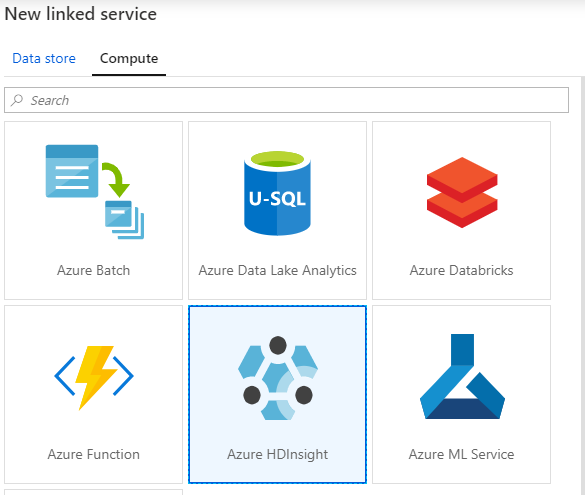 New linked service
Data store Compute
Search
U-SQL
Azure Batch Azure Data Lake Analytics Azure Databricks
Azure Function Azure HDInsight Azure ML Service